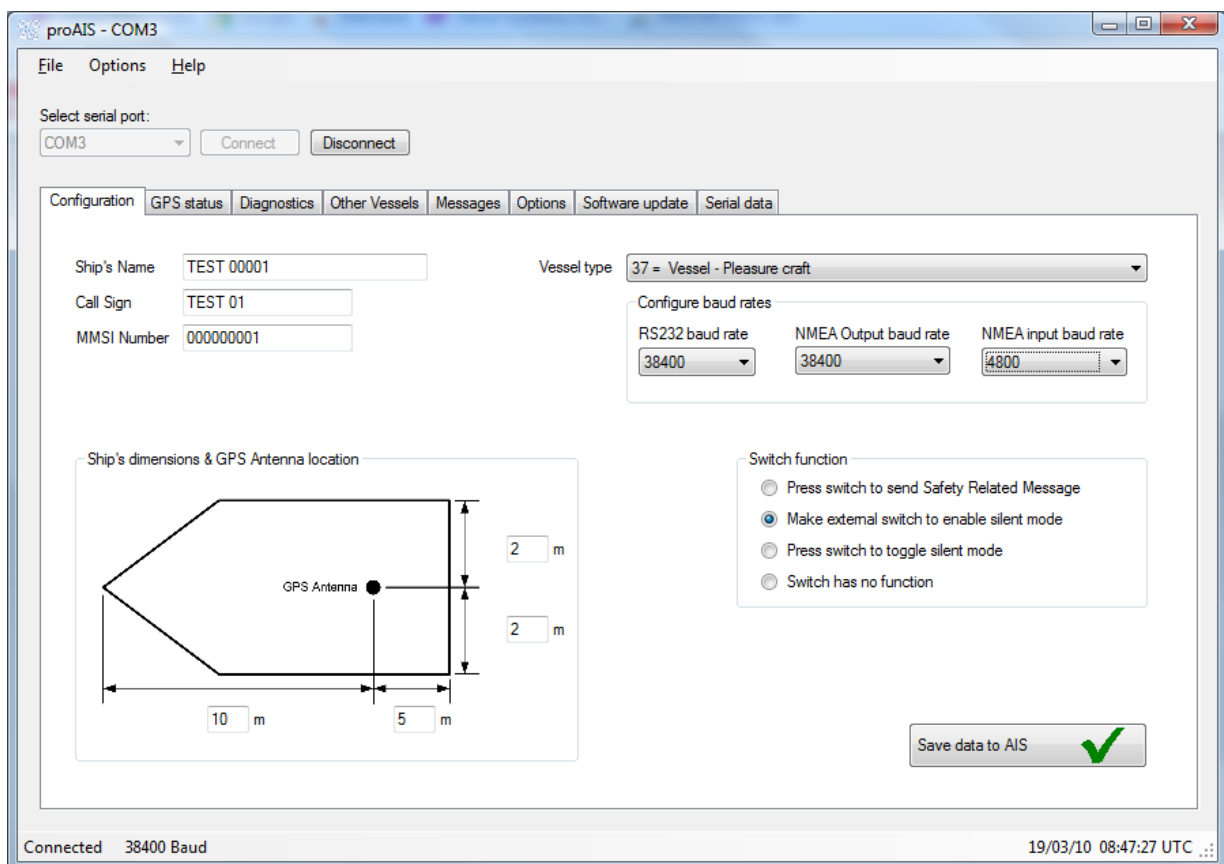 proAIS - COM3
File Options Help
Select serial port:
COM3 Connect Disconnect
Configuration GPS status Diagnostics Other Vessels Messages Options Software update Serial data
Ship's Name TEST 00001 Vessel type 37 = Vessel - Pleasure craft
Call Sign TEST 01 Configure baud rates
MMSI Number 000000001 RS232 baud rate NMEA Output baud rate NMEA input baud rate
38400 38400 4800
Ship's dimensions & GPS Antenna location Switch function
Press switch to send Safety Related Message
Make external switch to enable silent mode
2 m Press switch to toggle silent mode
GPS Antenna Switch has no function
2 m
10 m 5 m
Save data to AIS
Connected 38400 Baud 19/03/10 08:47:27 UTC